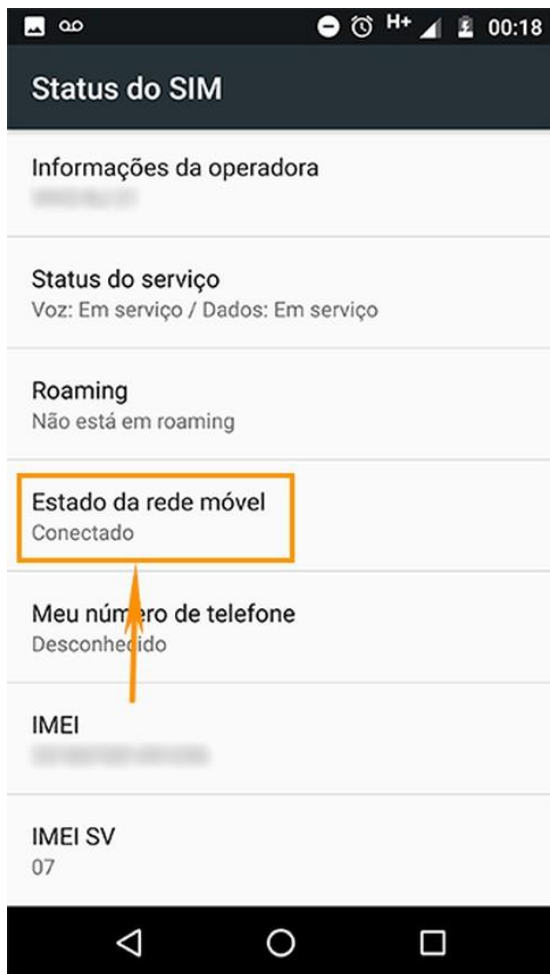 H+ 00:18
Status do SIM
Informações da operadora
Status do serviço
Voz: Em serviço / Dados: Em serviço
Roaming
Não está em roaming
Estado da rede móvel
Conectado
Meu número de telefone
Desconhecido
IMEI
IMEI SV
07